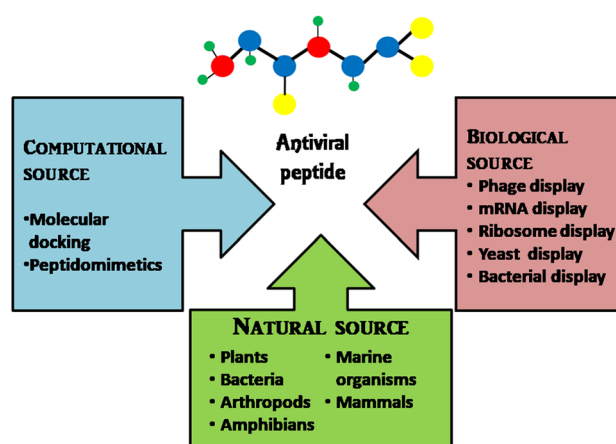 Antiviral
peptide
COMPUTATIONAL
SOURCE
•Molecular
docking
•Peptidomimetics
BIOLOGICAL
SOURCE
• Phage display
• mRNA display
• Ribosome display
• Yeast display
• Bacterial display
NATURAL SOURCE
• Plants
• Bacteria
• Arthropods
• Amphibians
• Marine
organisms
• Mammals